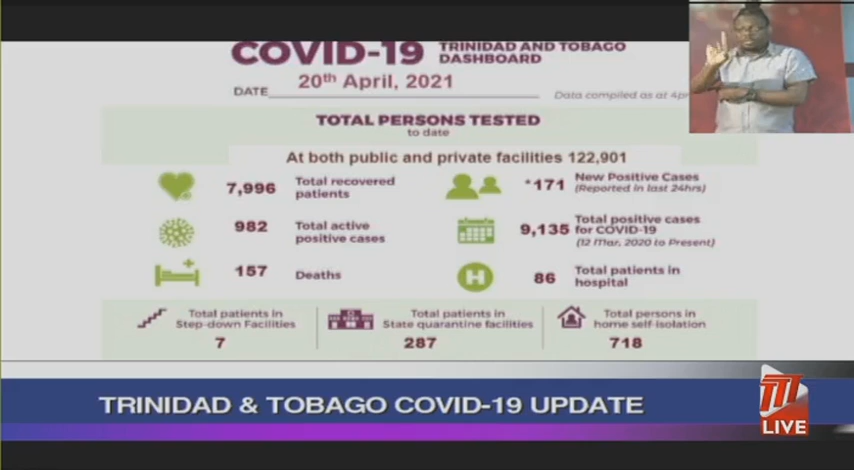 COVID-19 TRINIDAD AND TOBAGO
DASHBOARD
DATE 20th April, 2021
Data compiled as at 4p
TOTAL PERSONS TESTED
to date
At both public and private facilities 122,901
7,996 Total recovered
patients
*171 New Positive Cases
(Reported in last 24hrs)
982 Total active
positive cases
9,135 Total positive cases
for COVID-19
(12 Mar, 2020 to Present)
157 Deaths
H 86 Total patients in
hospital
Total patients in
Step-down Facilities
7
Total patients in
State quarantine facilities
287
Total persons in
home self-isolation
718
TRINIDAD & TOBAGO COVID-19 UPDATE
LIVE